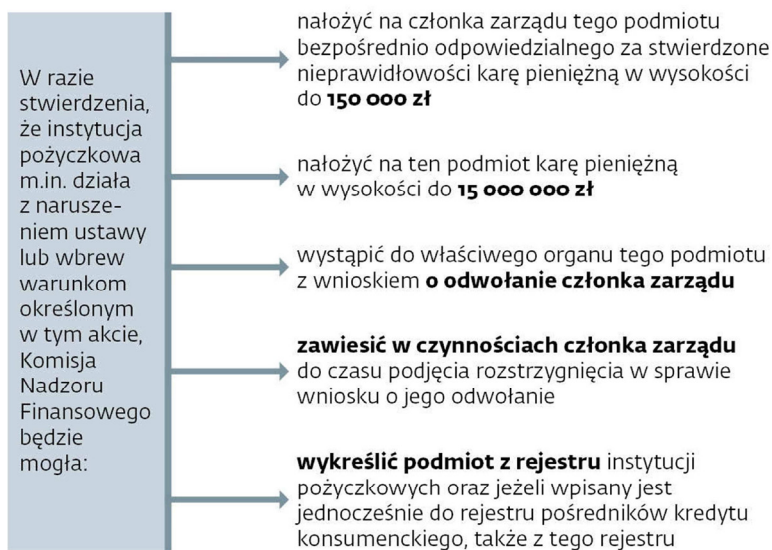 W razie
stwierdzenia,
że instytucja
pożyczkowa
m.in. działa
z narusze-
niem ustawy
lub wbrew
warunkom
określonym
w tym akcie,
Komisja
Nadzoru
Finansowego
będzie
mogła:
nałożyć na członka zarządu tego podmiotu
bezpośrednio odpowiedzialnego za stwierdzone
nieprawidłowości karę pieniężną w wysokości
do 150 000 zł
nałożyć na ten podmiot karę pieniężną
w wysokości do 15 000 000 zł
wystąpić do właściwego organu tego podmiotu
z wnioskiem o odwołanie członka zarządu
zawiesić w czynnościach członka zarządu
do czasu podjęcia rozstrzygnięcia w sprawie
wniosku o jego odwołanie
wykreślić podmiot z rejestru instytucji
pożyczkowych oraz jeżeli wpisany jest
jednocześnie do rejestru pośredników kredytu
konsumenckiego, także z tego rejestru